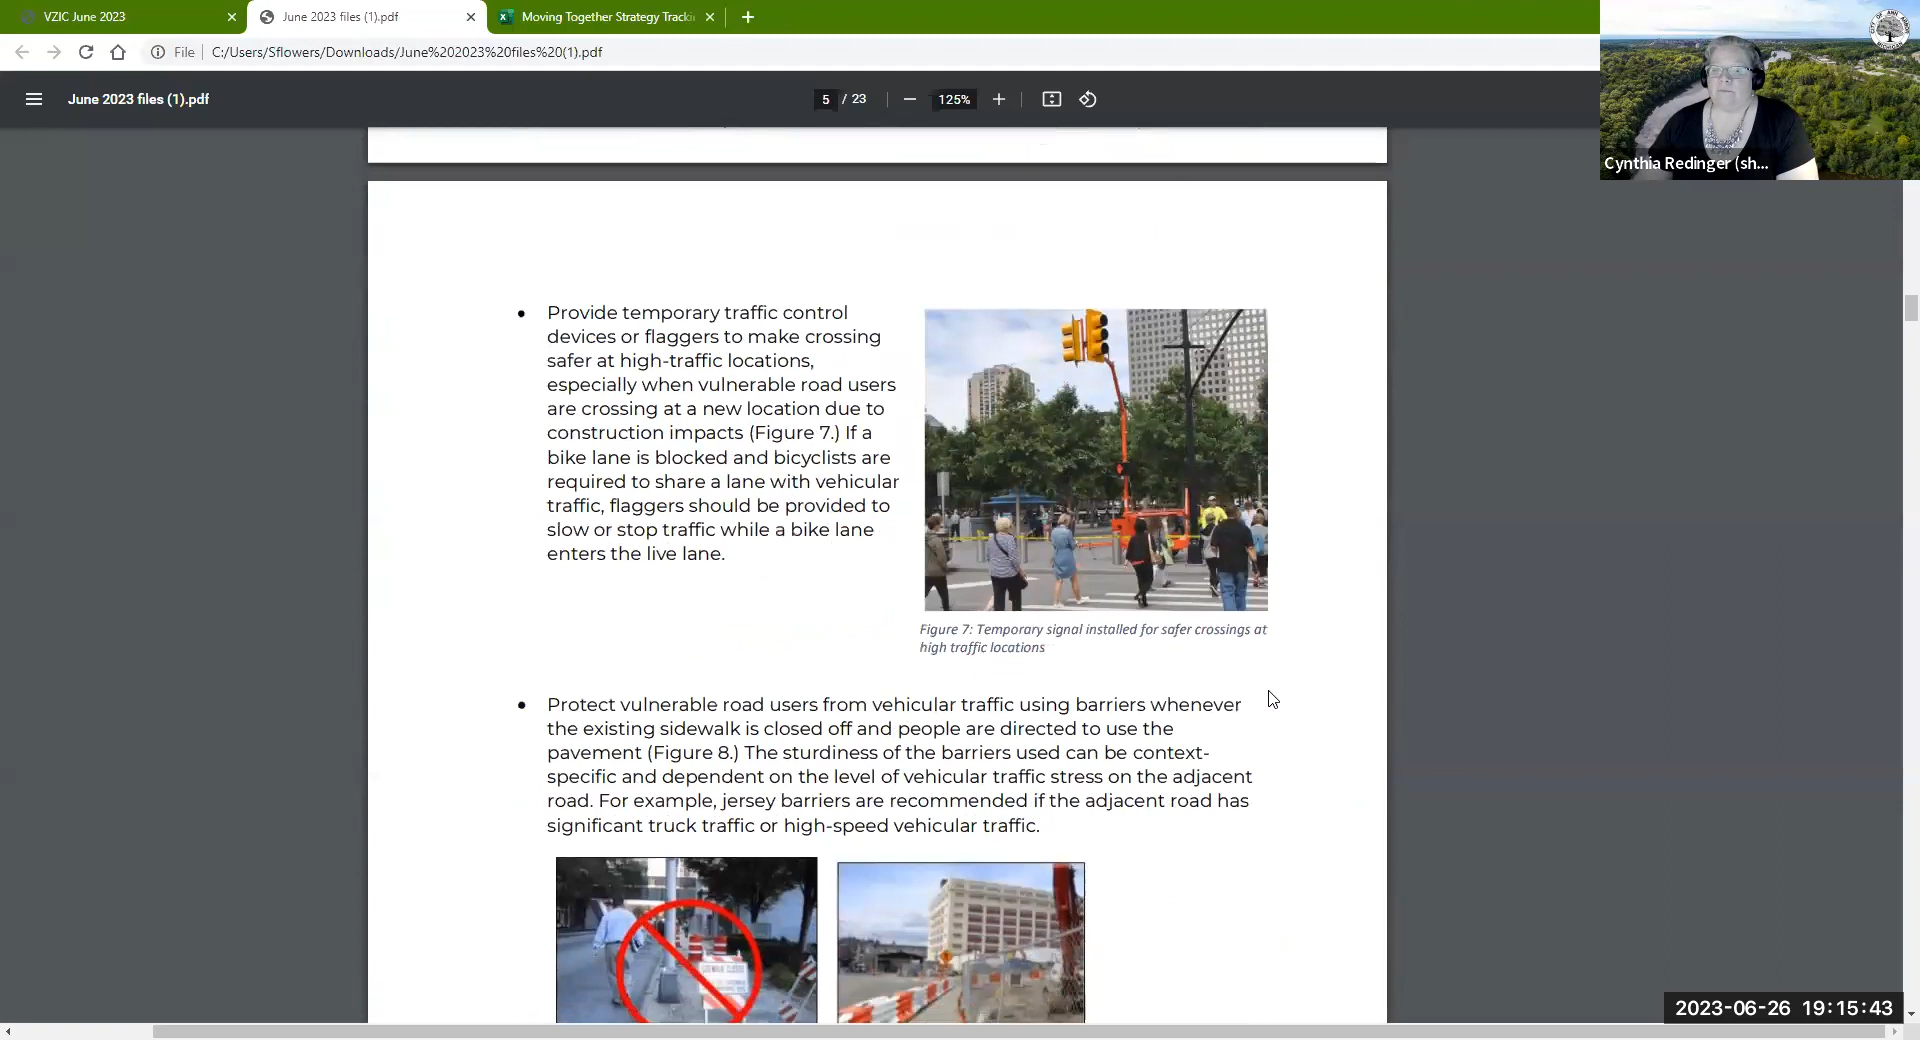 VZIC June 2023
June 2023 files (1).pdf
Moving Together Strategy Tracki
File
C:/Users/Sflowers/Downloads/June%202023%20files%20(1).pdf
June 2023 files (1).pdf
5 / 23
125%
CITY OF ANN ARBOR
Cynthia Redinger (sh...
• Provide temporary traffic control
devices or flaggers to make crossing
safer at high-traffic locations,
especially when vulnerable road users
are crossing at a new location due to
construction impacts (Figure 7.) If a
bike lane is blocked and bicyclists are
required to share a lane with vehicular
traffic, flaggers should be provided to
slow or stop traffic while a bike lane
enters the live lane.
Figure 7: Temporary signal installed for safer crossings at
high traffic locations
• Protect vulnerable road users from vehicular traffic using barriers whenever
the existing sidewalk is closed off and people are directed to use the
pavement (Figure 8.) The sturdiness of the barriers used can be context-
specific and dependent on the level of vehicular traffic stress on the adjacent
road. For example, jersey barriers are recommended if the adjacent road has
significant truck traffic or high-speed vehicular traffic.
SIDEWALK CLOSED
2023-06-26 19:15:43